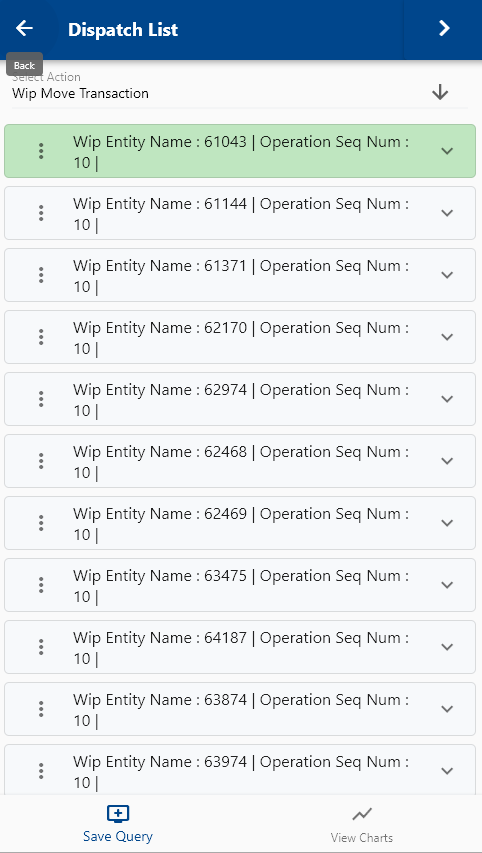 Dispatch List
Back
Select Action
Wip Move Transaction
Wip Entity Name : 61043 | Operation Seq Num :
10 |
Wip Entity Name : 61144 | Operation Seq Num :
10 |
Wip Entity Name : 61371 | Operation Seq Num :
10 |
Wip Entity Name : 62170 | Operation Seq Num :
10 |
Wip Entity Name : 62974 | Operation Seq Num :
10 |
Wip Entity Name : 62468 | Operation Seq Num :
10 |
Wip Entity Name : 62469 | Operation Seq Num :
10 |
Wip Entity Name : 63475 | Operation Seq Num :
10 |
Wip Entity Name : 64187 | Operation Seq Num :
10 |
Wip Entity Name : 63874 | Operation Seq Num :
10 |
Wip Entity Name : 63974 | Operation Seq Num :
10 |
Save Query
View Charts